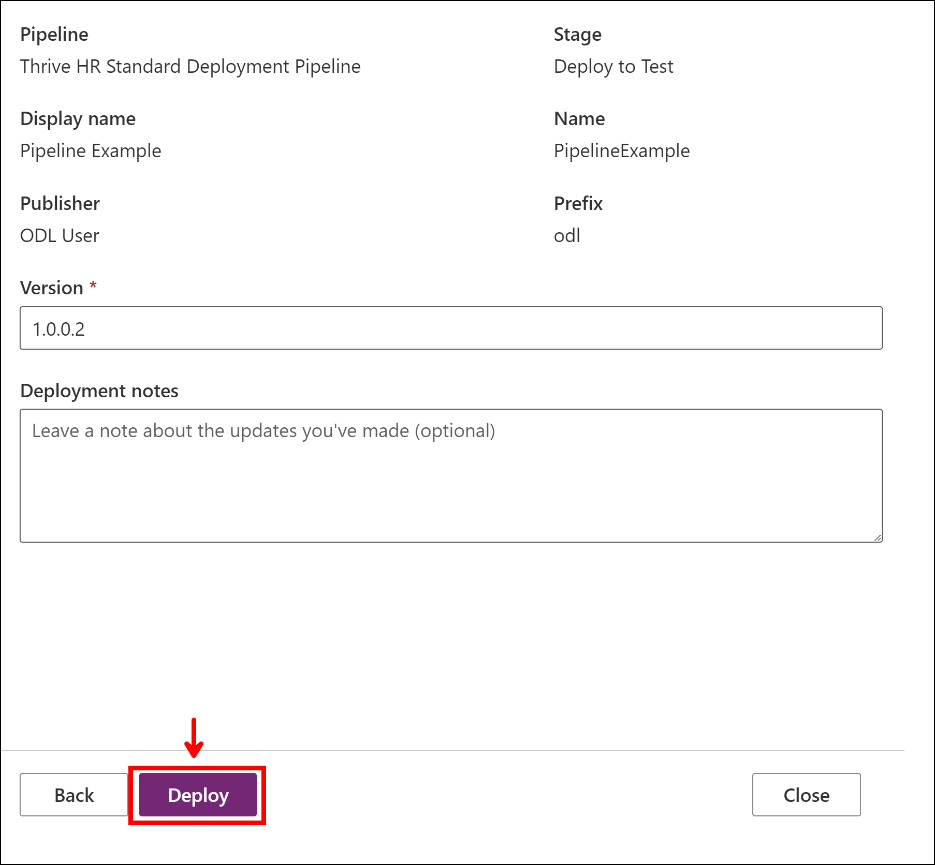 Pipeline
Stage
Thrive HR Standard Deployment Pipeline
Deploy to Test
Display name
Name
Pipeline Example
PipelineExample
Publisher
Prefix
ODL User
odl
Version *
1.0.0.2
Deployment notes
Leave a note about the updates you've made (optional)
Back
Deploy
Close